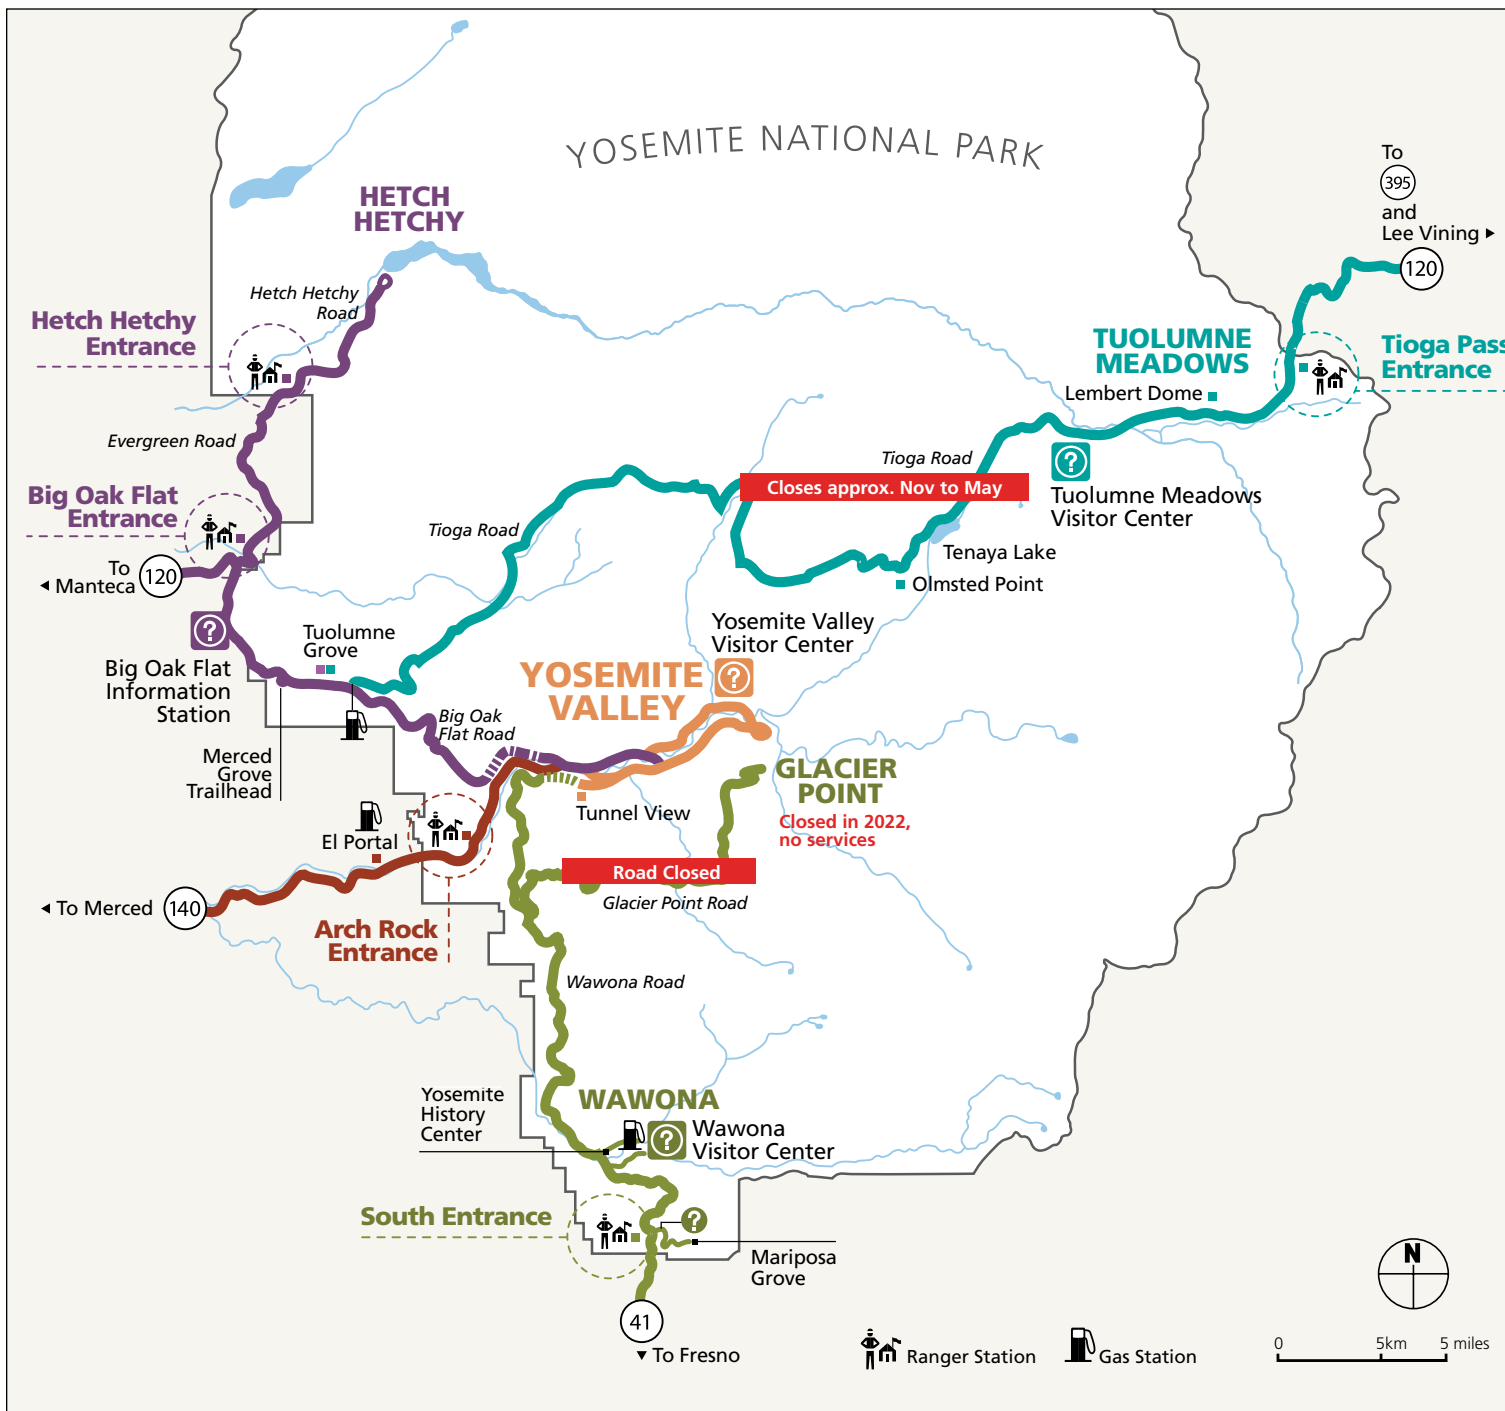 YOSEMITE NATIONAL PARK
To
395
and
Lee Vining
120
HETCH
HETCHY
Hetch Hetchy
Road
Hetch Hetchy
Entrance
TUOLUMNE
MEADOWS
Tioga Pass
Entrance
Lembert Dome
Evergreen Road
Tioga Road
Closes approx. Nov to May
?
Tuolumne Meadows
Visitor Center
Big Oak Flat
Entrance
Tioga Road
Tenaya Lake
Olmsted Point
To
Manteca
120
?
Big Oak Flat
Information
Station
Tuolumne
Grove
Yosemite Valley
Visitor Center
?
YOSEMITE
VALLEY
Big Oak
Flat Road
Merced
Grove
Trailhead
GLACIER
POINT
Closed in 2022,
no services
Tunnel View
El Portal
Road Closed
Glacier Point Road
To Merced
140
Arch Rock
Entrance
Wawona Road
Yosemite
History
Center
WAWONA
?
Wawona
Visitor Center
South Entrance
?
Mariposa
Grove
41
To Fresno
N
Ranger Station
Gas Station
0
5km
5 miles